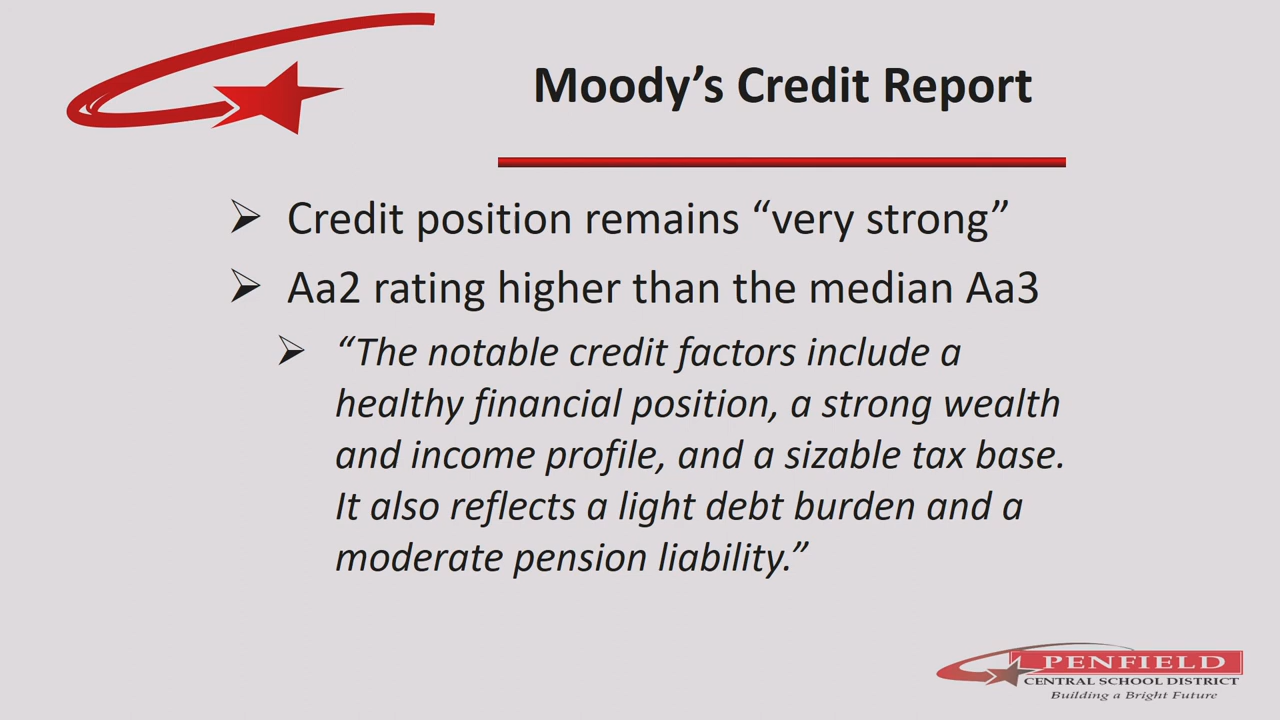 Moody’s Credit Report
➢ Credit position remains “very strong”
➢ Aa2 rating higher than the median Aa3
➢ “The notable credit factors include a
healthy financial position, a strong wealth
and income profile, and a sizable tax base.
It also reflects a light debt burden and a
moderate pension liability.”
PENFIELD
CENTRAL SCHOOL DISTRICT
Building a Bright Future